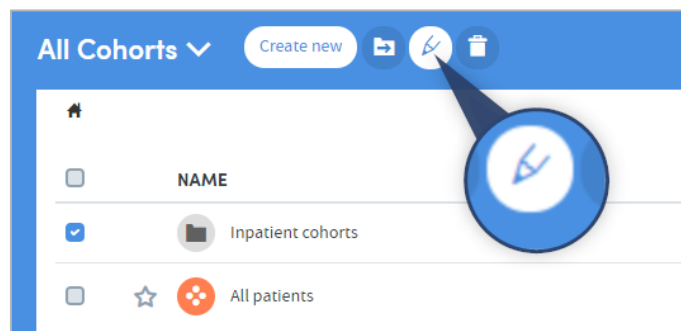 All Cohorts
Create new
NAME
Inpatient cohorts
All patients